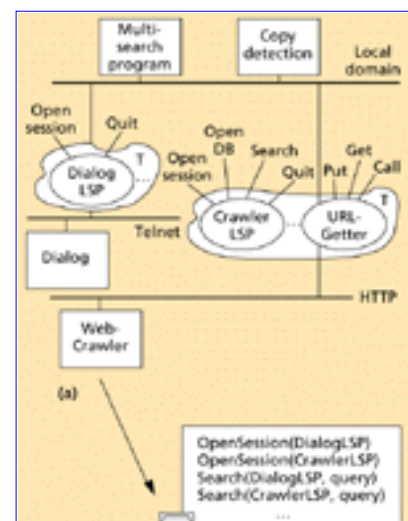 Multi-
search
program
Copy
detection
Local
domain
Open
session
Quit
T
Dialog
LSP
...
Open
session
Open
DB
Search
Quit
Put
Get
Call
T
Crawler
LSP
...
URL-
Getter
Telnet
Dialog
HTTP
Web-
Crawler
(a)
OpenSession(DialogLSP)
OpenSession(CrawlerLSP)
Search(DialogLSP, query)
Search(CrawlerLSP, query)
...